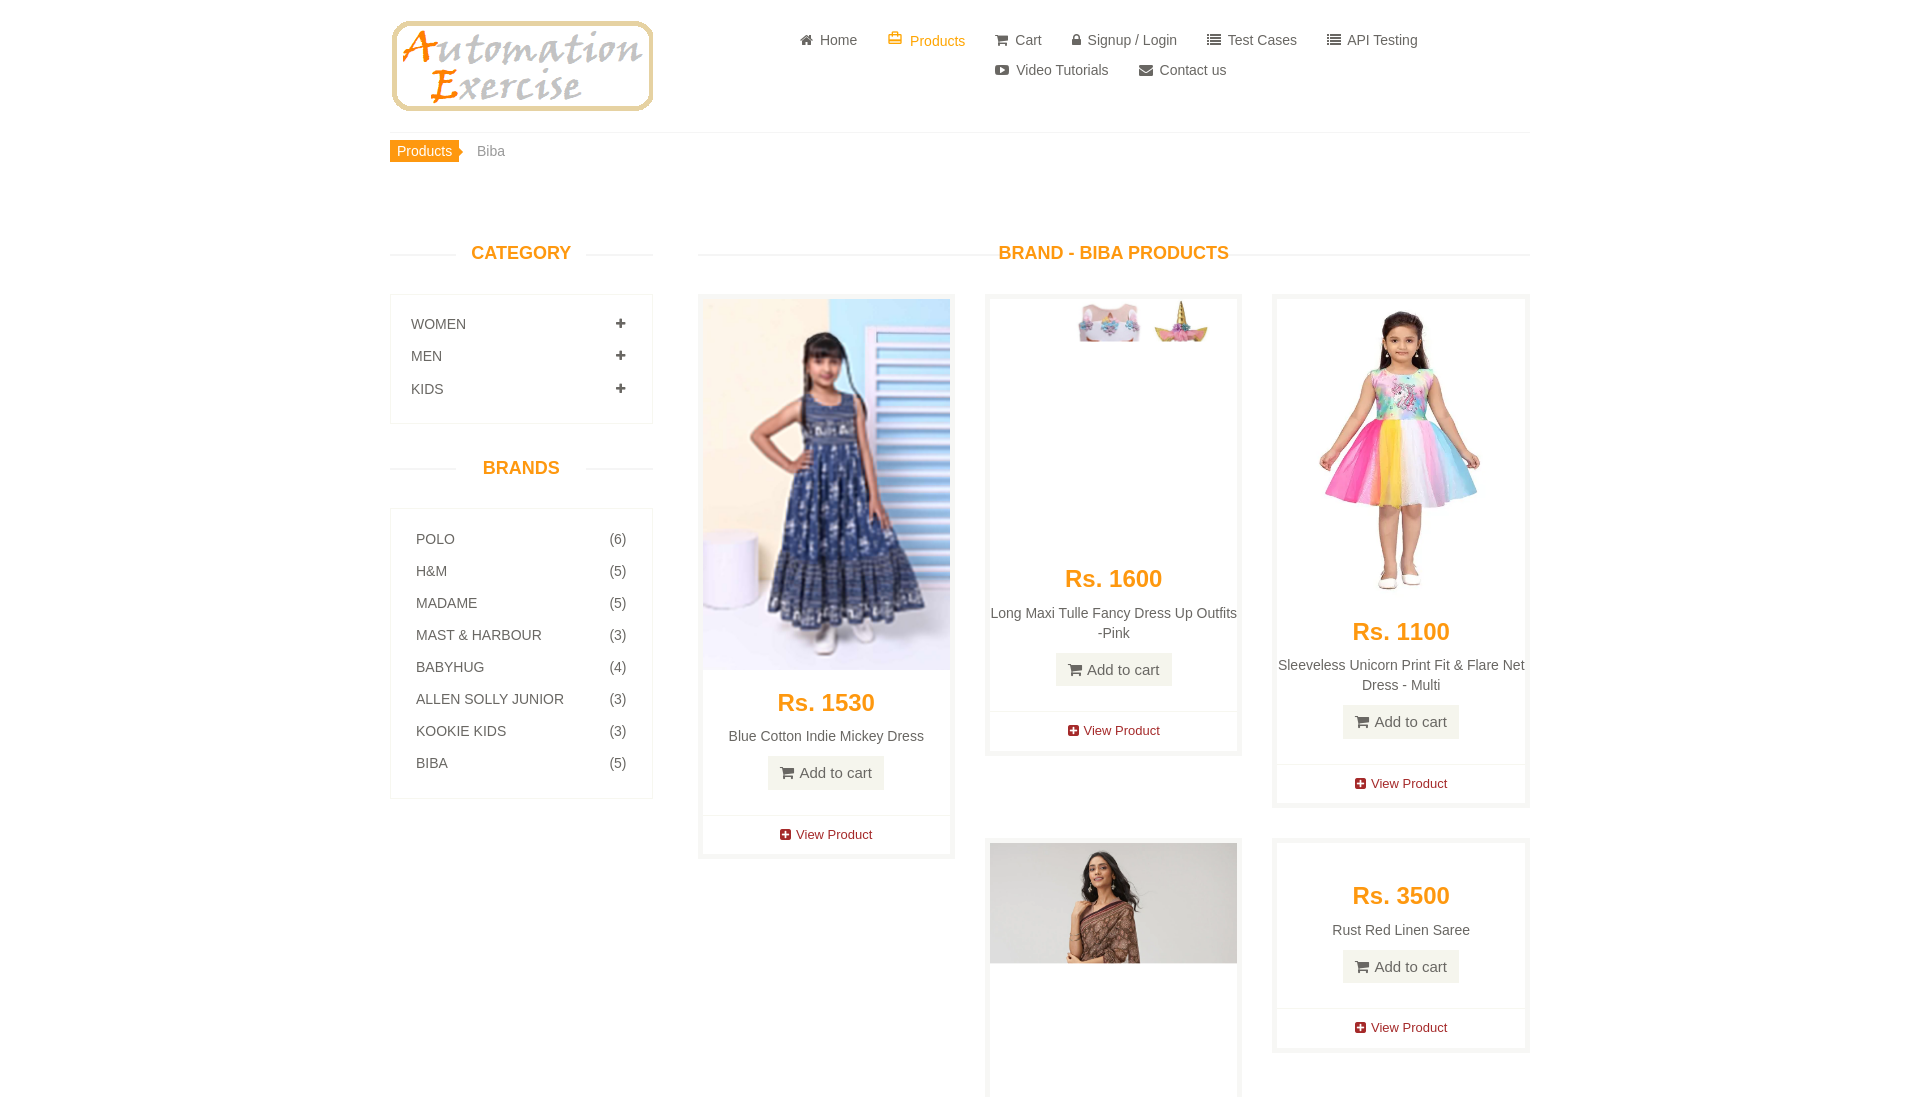 Automation
Exercise
Home
Products
Cart
Signup / Login
Test Cases
API Testing
Video Tutorials
Contact us
Products
Biba
CATEGORY
WOMEN
MEN
KIDS
BRANDS
POLO (6)
H&M (5)
MADAME (5)
MAST & HARBOUR (3)
BABYHUG (4)
ALLEN SOLLY JUNIOR (3)
KOOKIE KIDS (3)
BIBA (5)
BRAND - BIBA PRODUCTS
Rs. 1530
Blue Cotton Indie Mickey Dress
Add to cart
View Product
Rs. 1600
Long Maxi Tulle Fancy Dress Up Outfits
-Pink
Add to cart
View Product
Rs. 1100
Sleeveless Unicorn Print Fit & Flare Net
Dress - Multi
Add to cart
View Product
Rs. 3500
Rust Red Linen Saree
Add to cart
View Product